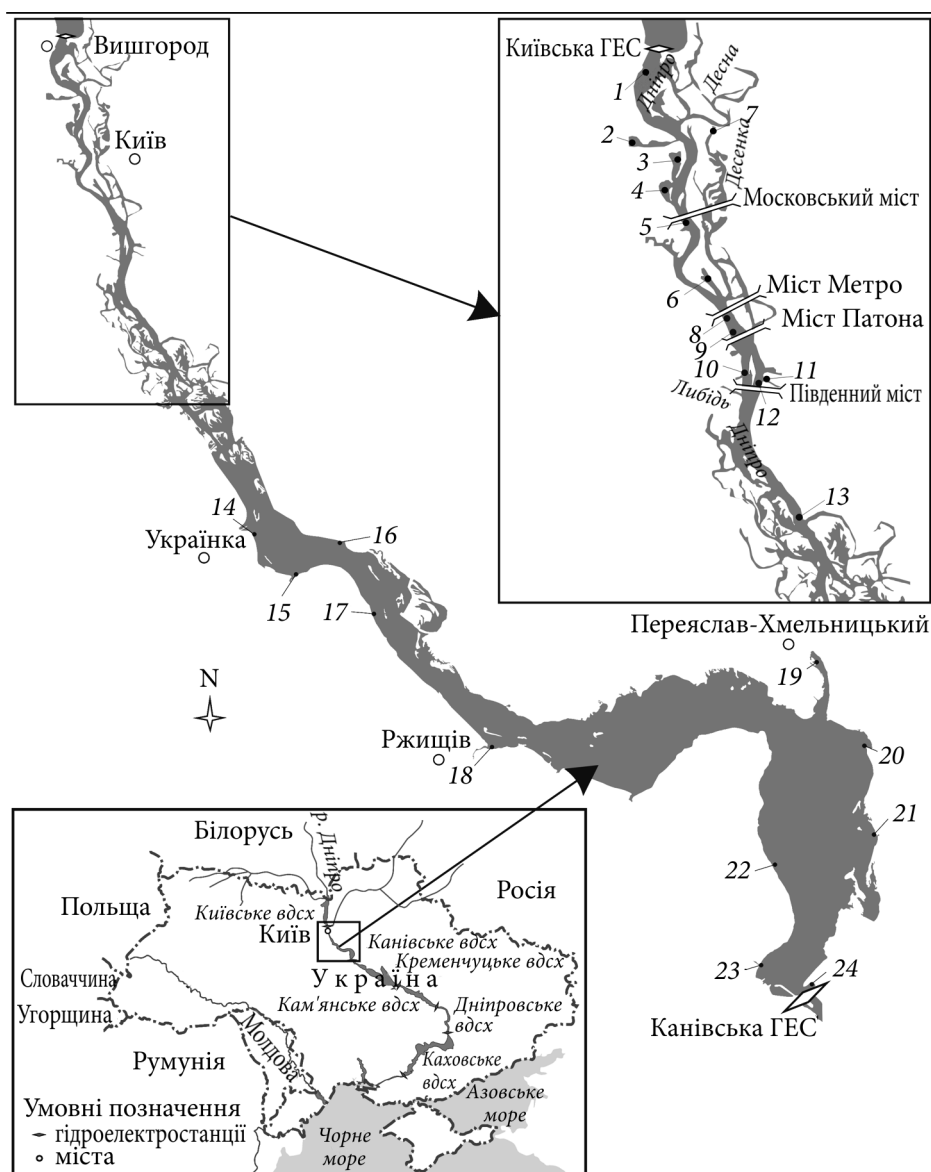 Вишгород
Київ
Київська ГЕС
Дніпро
Десна
1
2
7
3
Десенка
4
Московський міст
5
6
Міст Метро
Міст Патона
8
9
10
11
Либідь
Південний міст
12
Дніпро
13
14
Українка
16
15
17
Переяслав-Хмельницький
19
N
Ржищів
18
20
21
22
23
24
Канівська ГЕС
Білорусь
р. Дніпро
Росія
Польща
Київське вдсх
Київ
Канівське вдсх
Кременчуцьке вдсх
Україна
Словаччина
Кам'янське вдсх
Дніпровське
вдсх
Угорщина
Молдова
Румунія
Каховське
вдсх
Азовське
море
Умовні позначення
гідроелектростанції
міста
Чорне
море